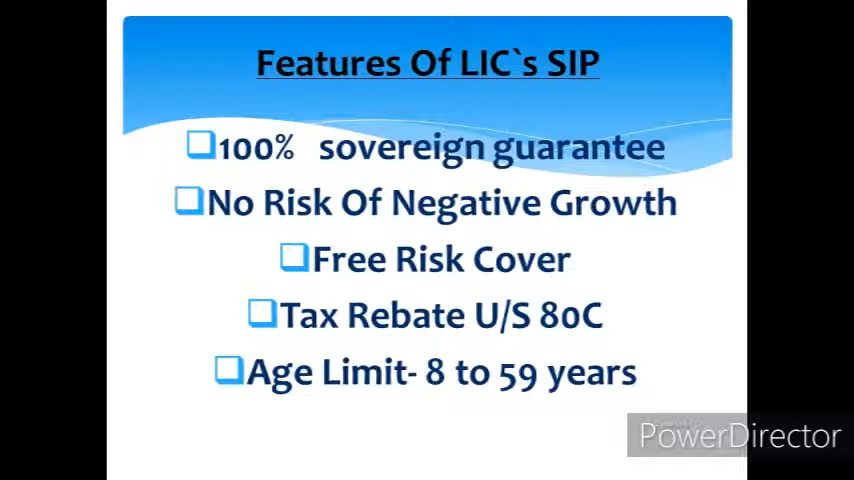 Features Of LIC`s SIP
❑100% sovereign guarantee
❑No Risk Of Negative Growth
❑Free Risk Cover
❑Tax Rebate U/S 80C
❑Age Limit- 8 to 59 years
PowerDirector